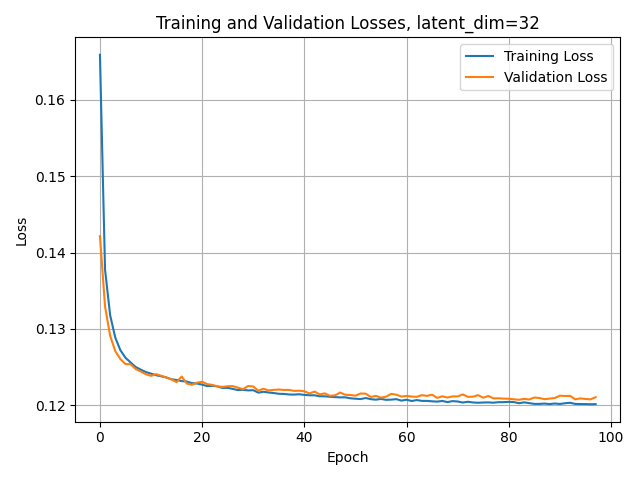 Training and Validation Losses, latent_dim=32
Training Loss
Validation Loss
0.16
0.15
0.14
0.13
0.12
Loss
0
20
40
60
80
100
Epoch